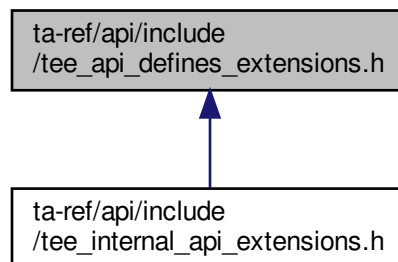 ta-ref/api/include
/tee_api_defines_extensions.h
ta-ref/api/include
/tee_internal_api_extensions.h